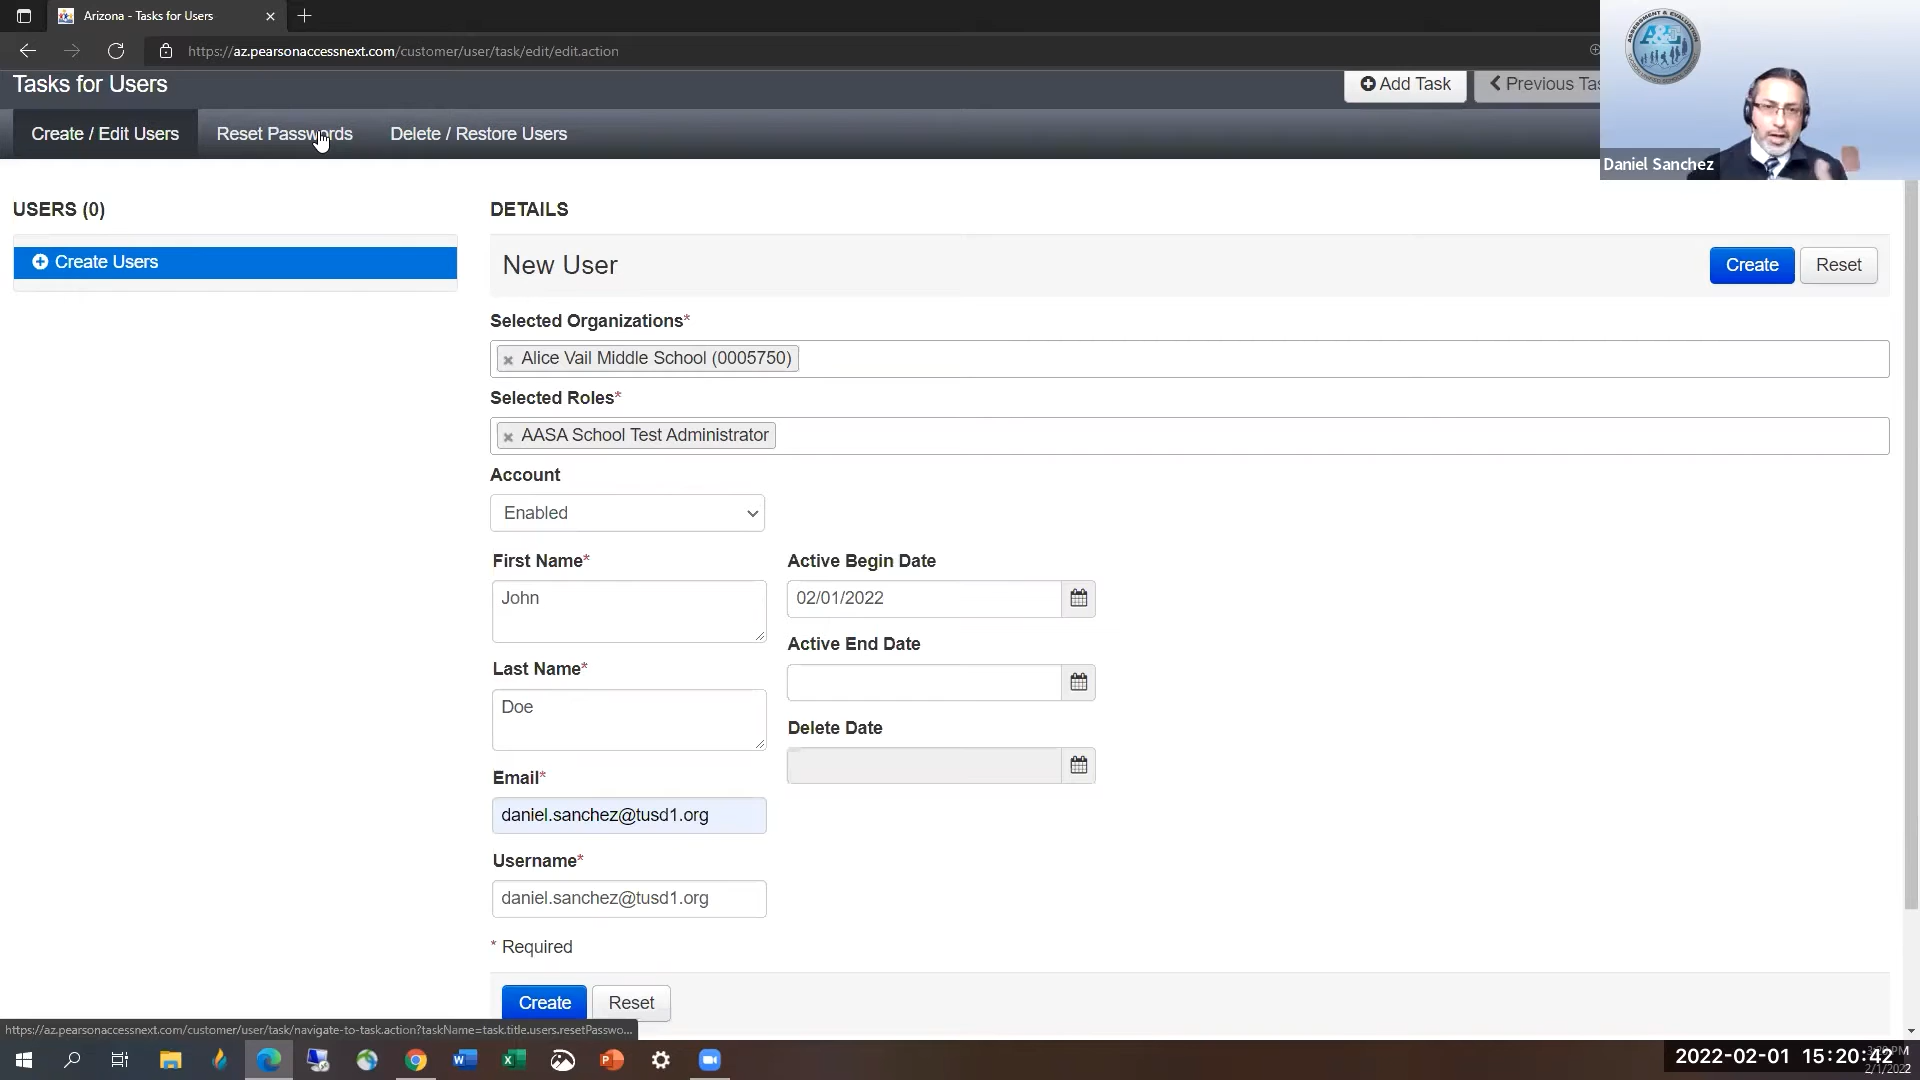 Arizona - Tasks for Users
https://az.pearsonaccessnext.com/customer/user/task/edit/edit.action
Tasks for Users
Add Task
Previous Tas
Create / Edit Users
Reset Passwords
Delete / Restore Users
Daniel Sanchez
USERS (0)
DETAILS
Create Users
New User
Create
Reset
Selected Organizations*
× Alice Vail Middle School (0005750)
Selected Roles*
× AASA School Test Administrator
Account
Enabled
First Name*
Active Begin Date
John
02/01/2022
Active End Date
Last Name*
Doe
Delete Date
Email*
daniel.sanchez@tusd1.org
Username*
daniel.sanchez@tusd1.org
* Required
Create
Reset
https://az.pearsonaccessnext.com/customer/user/task/navigate-to-task.action?taskName=task.title.users.resetPasswo...
2022-02-01 15:20:42
2/1/2022